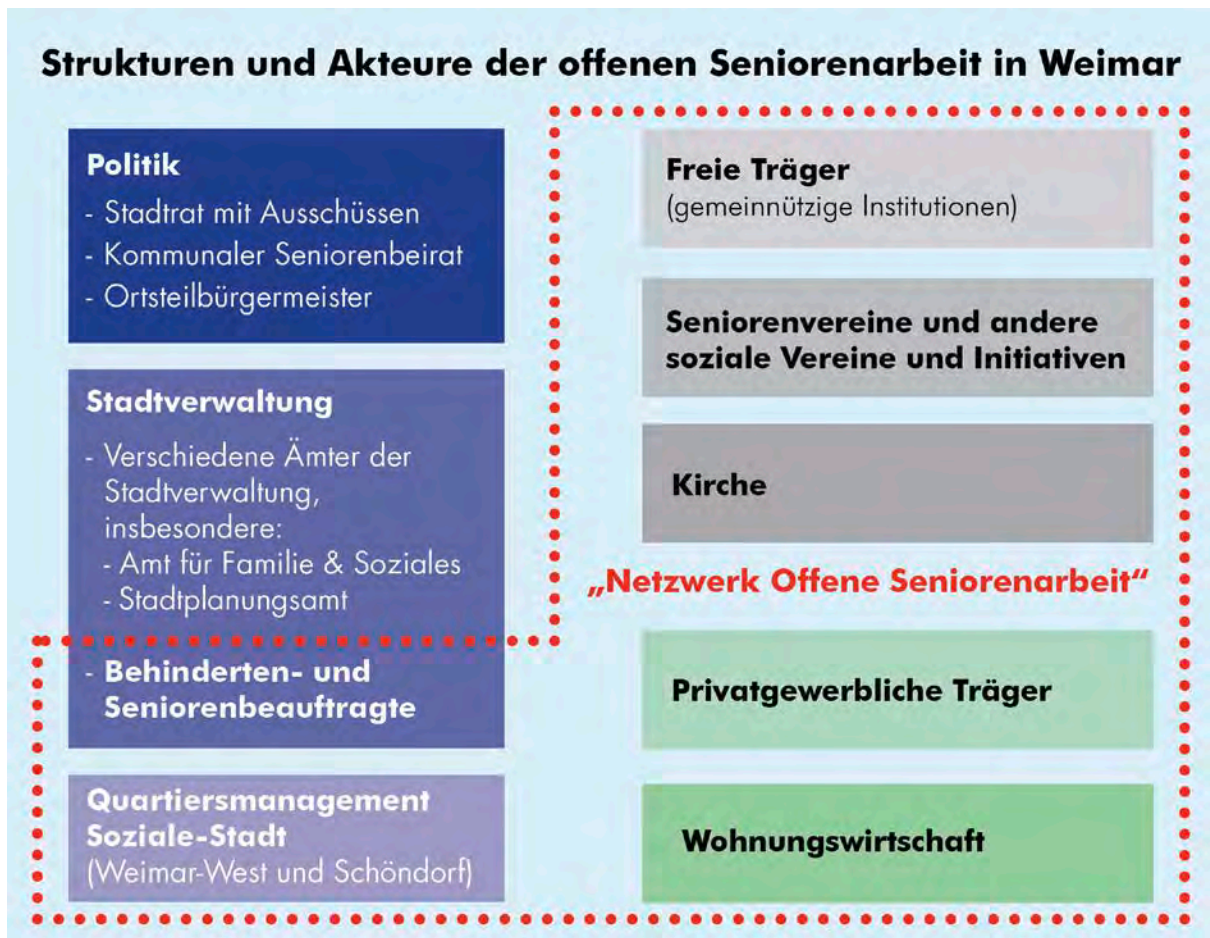 Strukturen und Akteure der offenen Seniorenarbeit in Weimar
Politik
- Stadtrat mit Ausschüssen
- Kommunaler Seniorenbeirat
- Ortsteilbürgermeister
Stadtverwaltung
- Verschiedene Ämter der
Stadtverwaltung,
insbesondere:
- Amt für Familie & Soziales
- Stadtplanungsamt
- Behinderten- und
Seniorenbeauftragte
Quartiersmanagement
Soziale-Stadt
(Weimar-West und Schöndorf)
Freie Träger
(gemeinnützige Institutionen)
Seniorenvereine und andere
soziale Vereine und Initiativen
Kirche
„Netzwerk Offene Seniorenarbeit“
Privatgewerbliche Träger
Wohnungswirtschaft